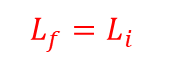 L_f = L_i